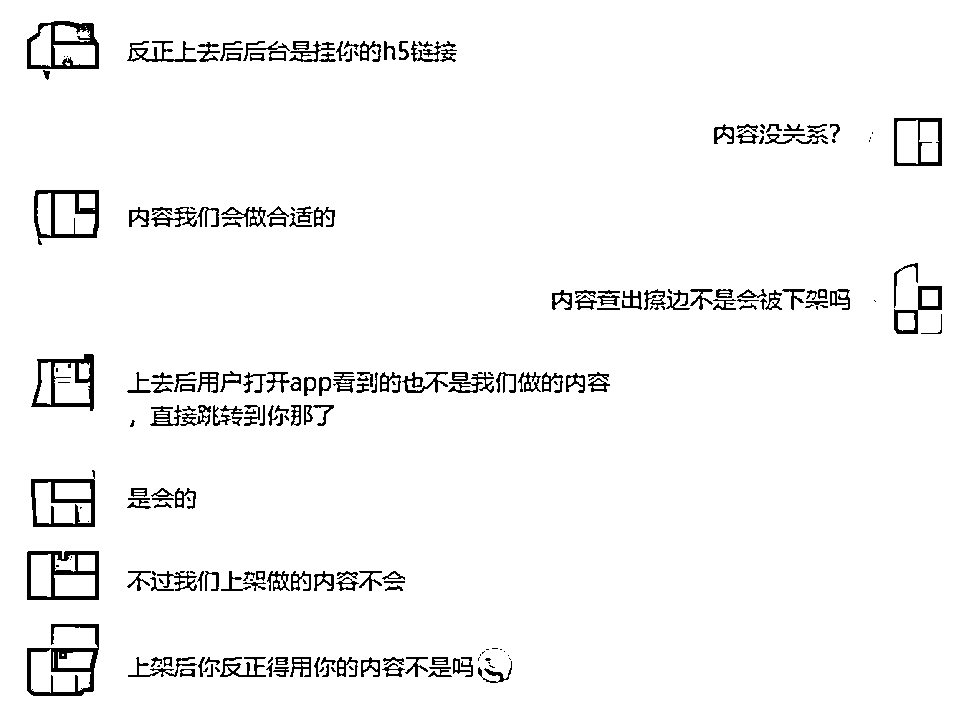 反正上去后后台是挂你的h5链接
内容没关系？
内容我们会做合适的
内容查出擦边不是会被下架吗
上去后用户打开app看到的也不是我们做的内容
，直接跳转到你那了
是会的
不过我们上架做的内容不会
上架后你反正得用你的内容不是吗